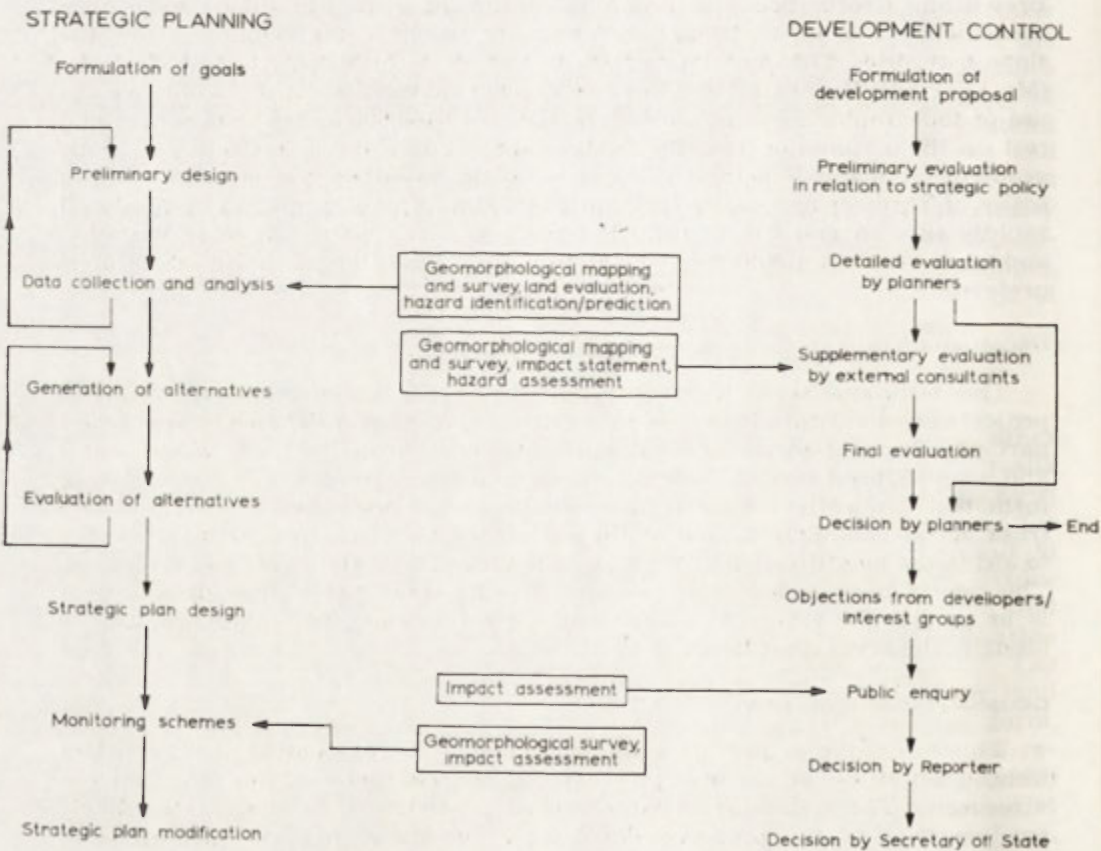 STRATEGIC PLANNING
Formulation of goals
Preliminary design
Data collection and analysis
Generation of alternatives
Evaluation of alternatives
Strategic plan design
Monitoring schemes
Strategic plan modification
Geomorphological mapping
and survey, land evaluation,
hazard identification/prediction
Geomorphological mapping
and survey, impact statement,
hazard assessment
Impact assessment
Geomorphological survey,
impact assessment
DEVELOPMENT CONTROL
Formulation of
development proposal
Preliminary evaluation
in relation to strategic policy
Detailed evaluation
by planners
Supplementary evaluation
by external consultants
Final evaluation
Decision by planners
End
Objections from developers/
interest groups
Public enquiry
Decision by Reporter
Decision by Secretary of State